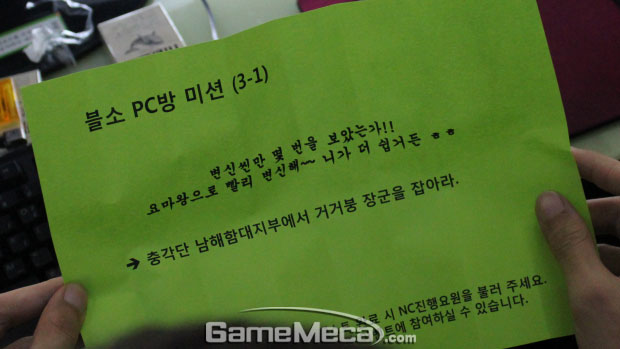 블소 PC방 미션 (3-1)
변신씬만 몇 번을 보았는가!!
요마왕으로 빨리 변신해~~ 니가 더 쉽거든 ㅎㅎ
➔ 충각단 남해함대지부에서 거거붕 장군을 잡아라.
료 시 NC진행요원을 불러 주세요.
트에 참여하실 수 있습니다.
GameMeca.com